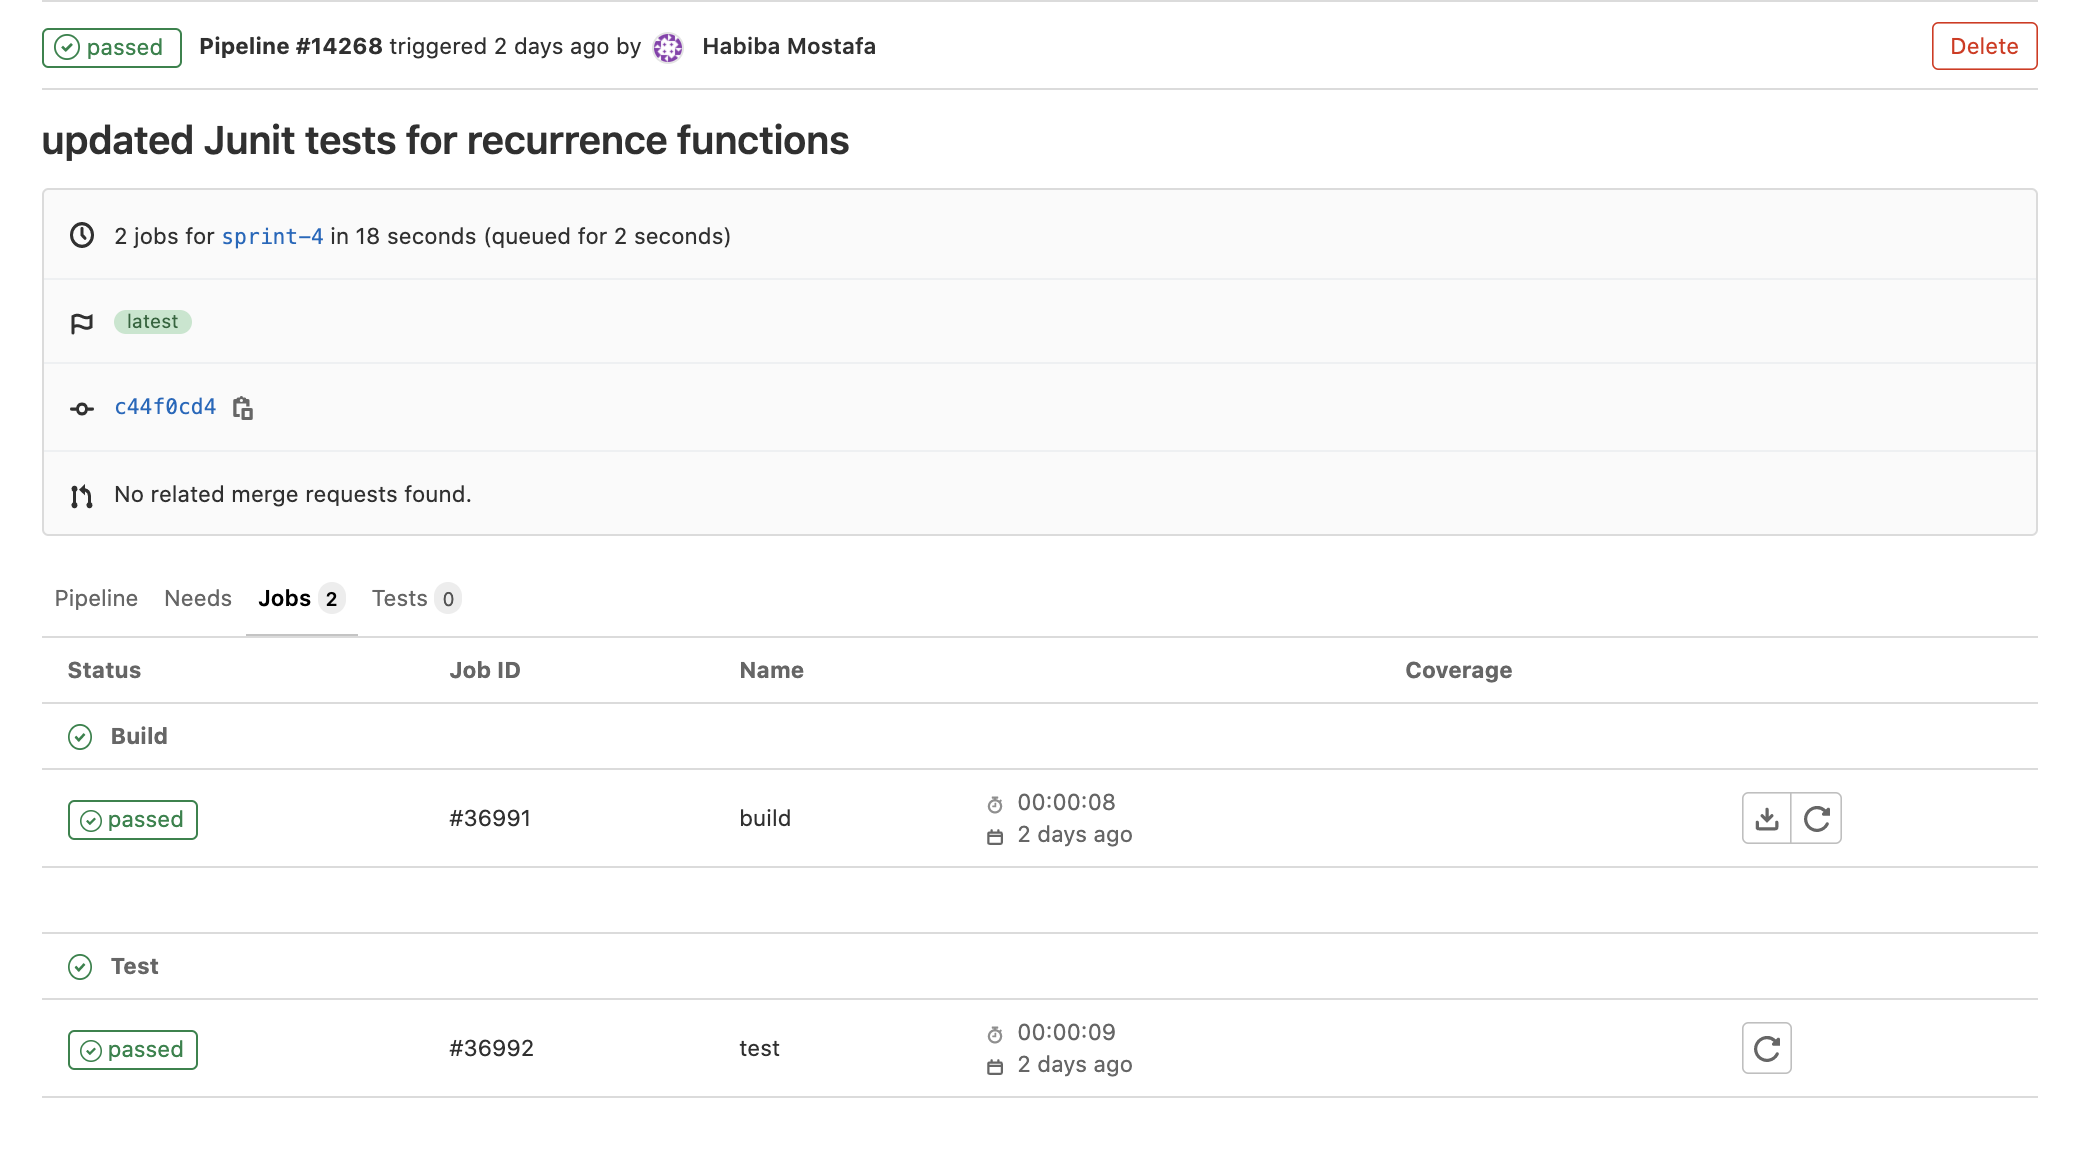 passed Pipeline #14268 triggered 2 days ago by Habiba Mostafa Delete
updated Junit tests for recurrence functions
2 jobs for sprint-4 in 18 seconds (queued for 2 seconds)
latest
c44f0cd4
No related merge requests found.
Pipeline Needs Jobs 2 Tests 0
Status Job ID Name Coverage
Build
passed #36991 build 00:00:08
2 days ago
Test
passed #36992 test 00:00:09
2 days ago